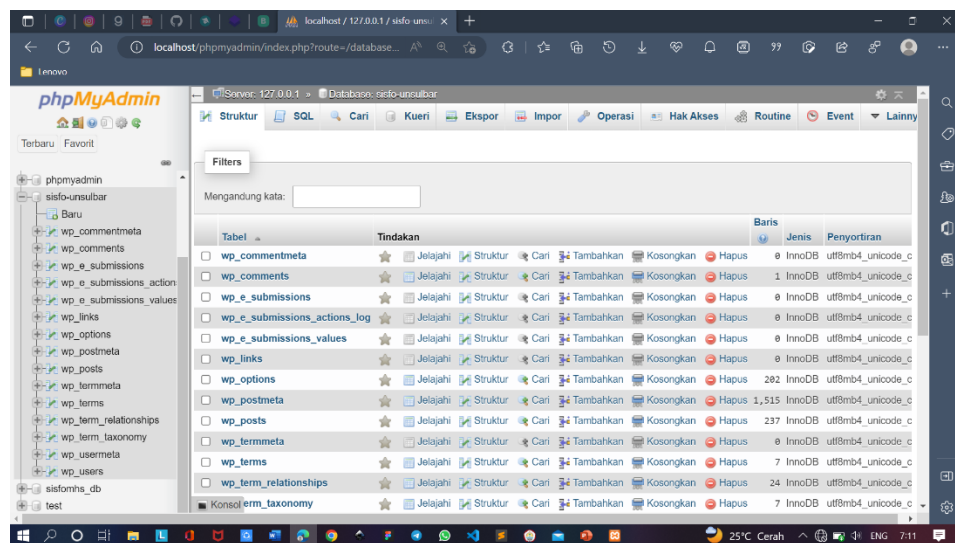 localhost / 127.0.0.1 / sisfo-unsul
localhost/phpmyadmin/index.php?route=/database...
Lenovo
phpMyAdmin
Terbaru Favorit
phpmyadmin
sisfo-unsulbar
Baru
wp_commentmeta
wp_comments
wp_e_submissions
wp_e_submissions_action
wp_e_submissions_values
wp_links
wp_options
wp_postmeta
wp_posts
wp_termmeta
wp_terms
wp_term_relationships
wp_term_taxonomy
wp_usermeta
wp_users
sisfomhs_db
test
Server: 127.0.0.1 » Database: sisfo-unsulbar
Struktur SQL Cari Kueri Ekspor Impor Operasi Hak Akses Routine Event Lainny
Filters
Mengandung kata:
Tabel Tindakan Baris Jenis Penyortiran
wp_commentmeta Jelajahi Struktur Cari Tambahkan Kosongkan Hapus 0 InnoDB utf8mb4_unicode_c
wp_comments Jelajahi Struktur Cari Tambahkan Kosongkan Hapus 1 InnoDB utf8mb4_unicode_c
wp_e_submissions Jelajahi Struktur Cari Tambahkan Kosongkan Hapus 0 InnoDB utf8mb4_unicode_c
wp_e_submissions_actions_log Jelajahi Struktur Cari Tambahkan Kosongkan Hapus 0 InnoDB utf8mb4_unicode_c
wp_e_submissions_values Jelajahi Struktur Cari Tambahkan Kosongkan Hapus 0 InnoDB utf8mb4_unicode_c
wp_links Jelajahi Struktur Cari Tambahkan Kosongkan Hapus 0 InnoDB utf8mb4_unicode_c
wp_options Jelajahi Struktur Cari Tambahkan Kosongkan Hapus 202 InnoDB utf8mb4_unicode_c
wp_postmeta Jelajahi Struktur Cari Tambahkan Kosongkan Hapus 1,515 InnoDB utf8mb4_unicode_c
wp_posts Jelajahi Struktur Cari Tambahkan Kosongkan Hapus 237 InnoDB utf8mb4_unicode_c
wp_termmeta Jelajahi Struktur Cari Tambahkan Kosongkan Hapus 0 InnoDB utf8mb4_unicode_c
wp_terms Jelajahi Struktur Cari Tambahkan Kosongkan Hapus 7 InnoDB utf8mb4_unicode_c
wp_term_relationships Jelajahi Struktur Cari Tambahkan Kosongkan Hapus 24 InnoDB utf8mb4_unicode_c
Konsol erm_taxonomy Jelajahi Struktur Cari Tambahkan Kosongkan Hapus 7 InnoDB utf8mb4_unicode_c
25°C Cerah ENG 7:11